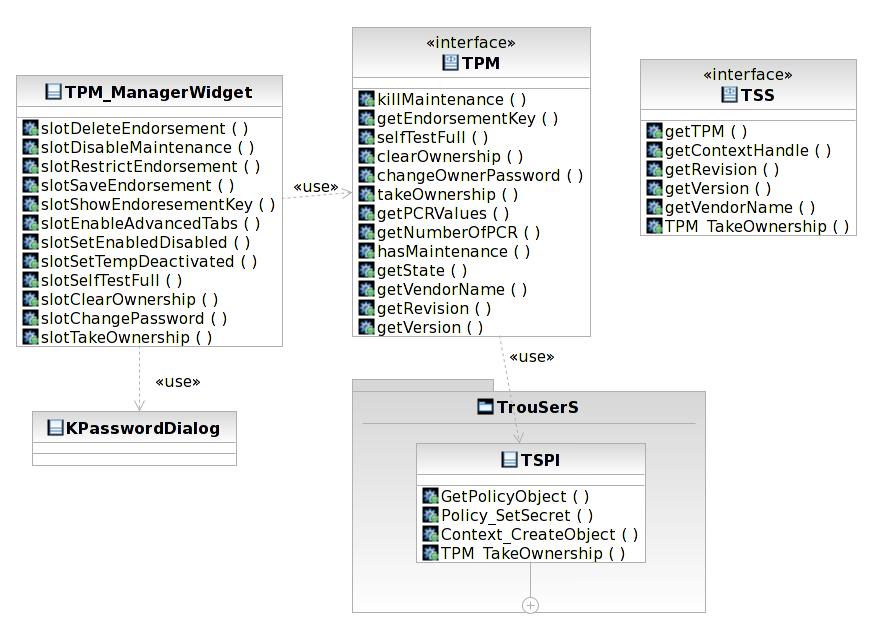 TPM_ManagerWidget
slotDeleteEndorsement ( )
slotDisableMaintenance ( )
slotRestrictEndorsement ( )
slotSaveEndorsement ( )
slotShowEndoresementKey ( )
slotEnableAdvancedTabs ( )
slotSetEnabledDisabled ( )
slotSetTempDeactivated ( )
slotSelfTestFull ( )
slotClearOwnership ( )
slotChangePassword ( )
slotTakeOwnership ( )
«use»
«interface»
TPM
killMaintenance ( )
getEndorsementKey ( )
selfTestFull ( )
clearOwnership ( )
changeOwnerPassword ( )
takeOwnership ( )
getPCRValues ( )
getNumberOfPCR ( )
hasMaintenance ( )
getState ( )
getVendorName ( )
getRevision ( )
getVersion ( )
«interface»
TSS
getTPM ( )
getContextHandle ( )
getRevision ( )
getVersion ( )
getVendorName ( )
TPM_TakeOwnership ( )
«use»
KPasswordDialog
«use»
TrouSerS
TSPI
GetPolicyObject ( )
Policy_SetSecret ( )
Context_CreateObject ( )
TPM_TakeOwnership ( )